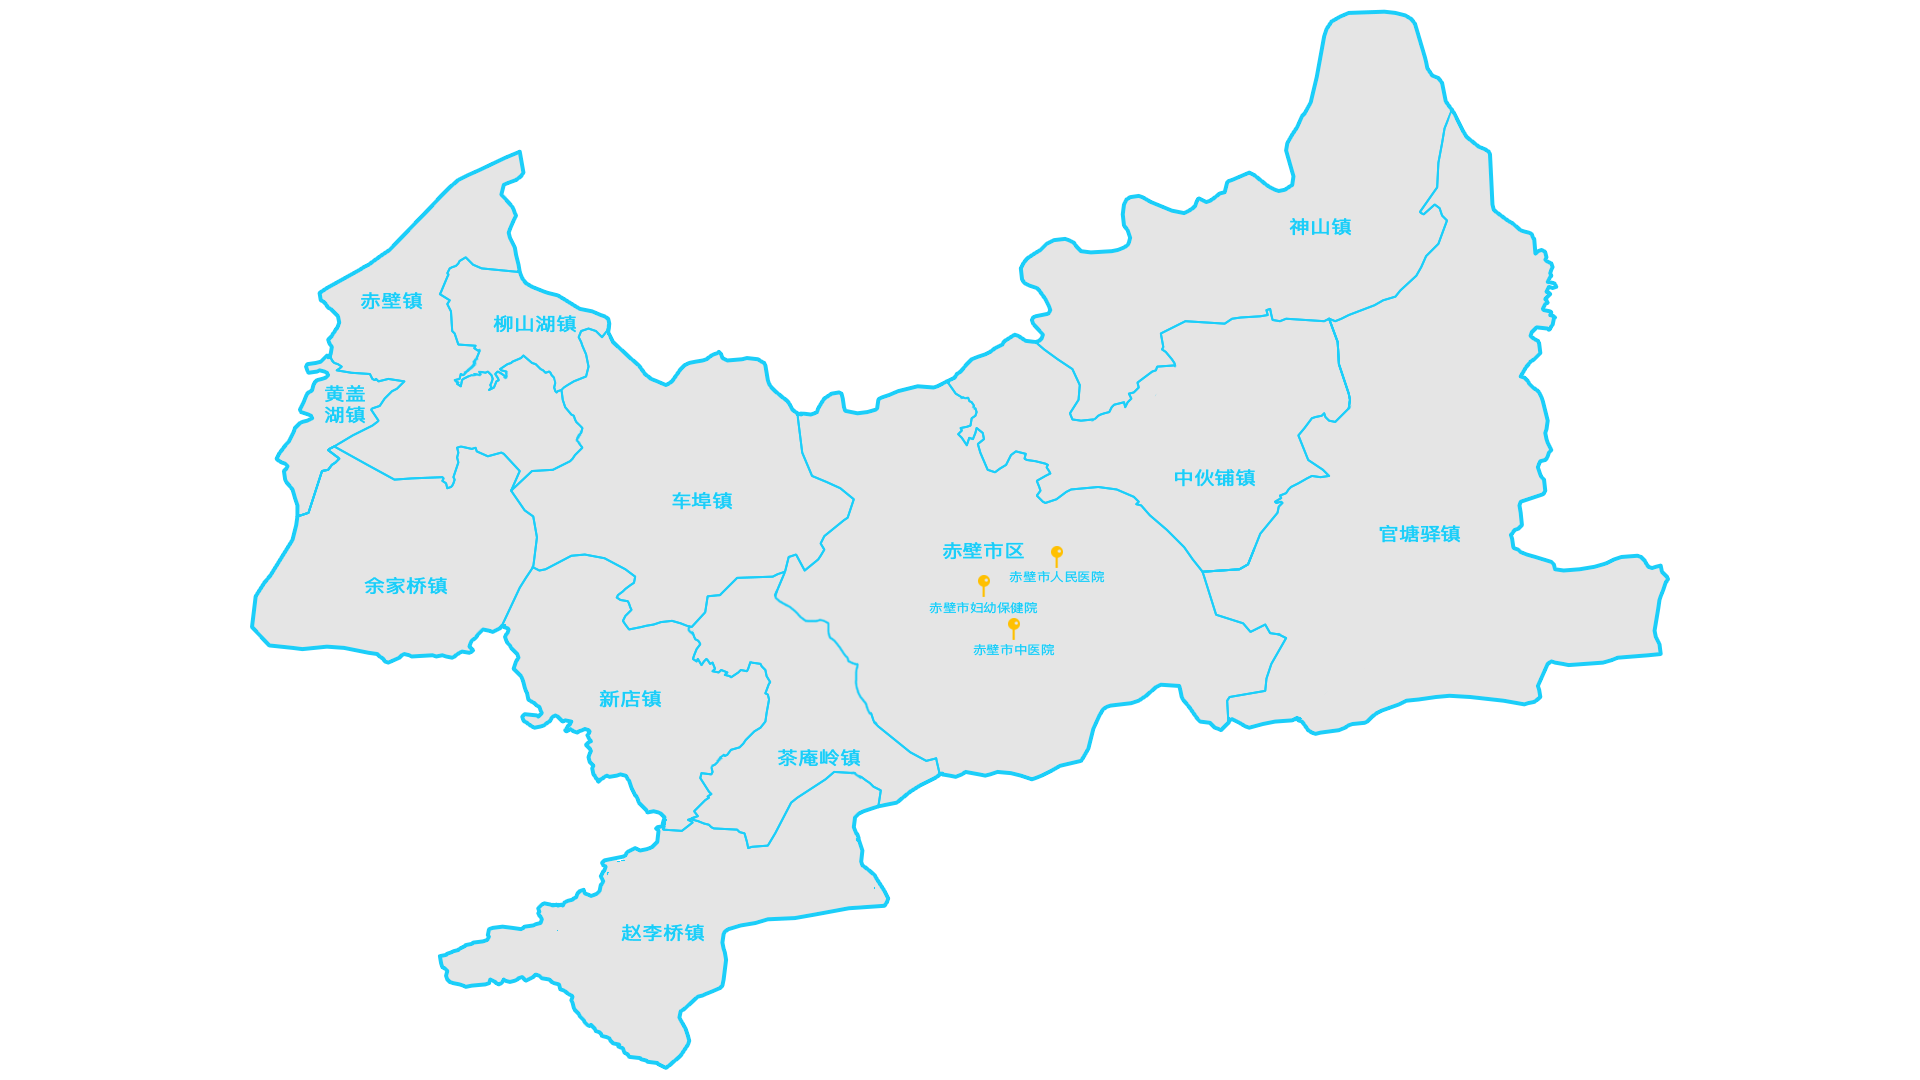 神山镇
赤壁镇
柳山湖镇
黄盖
湖镇
中伙铺镇
车埠镇
官塘驿镇
赤壁市区
赤壁市人民医院
余家桥镇
赤壁市妇幼保健院
赤壁市中医院
新店镇
茶庵岭镇
赵李桥镇